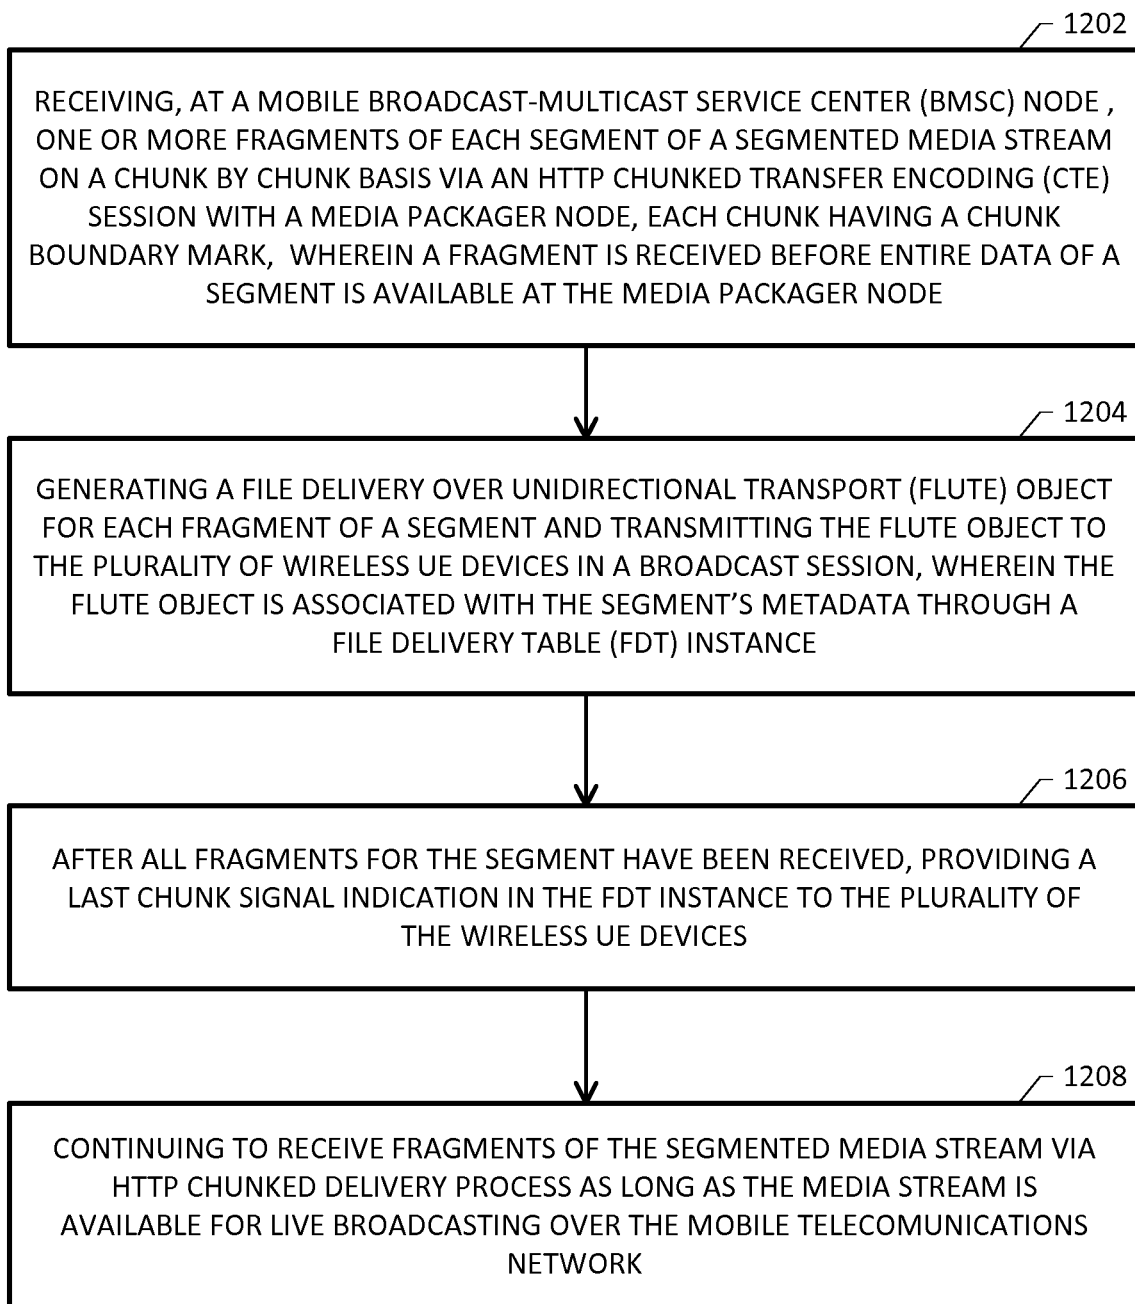 1202
RECEIVING, AT A MOBILE BROADCAST-MULTICAST SERVICE CENTER (BMSC) NODE ,
ONE OR MORE FRAGMENTS OF EACH SEGMENT OF A SEGMENTED MEDIA STREAM
ON A CHUNK BY CHUNK BASIS VIA AN HTTP CHUNKED TRANSFER ENCODING (CTE)
SESSION WITH A MEDIA PACKAGER NODE, EACH CHUNK HAVING A CHUNK
BOUNDARY MARK, WHEREIN A FRAGMENT IS RECEIVED BEFORE ENTIRE DATA OF A
SEGMENT IS AVAILABLE AT THE MEDIA PACKAGER NODE
1204
GENERATING A FILE DELIVERY OVER UNIDIRECTIONAL TRANSPORT (FLUTE) OBJECT
FOR EACH FRAGMENT OF A SEGMENT AND TRANSMITTING THE FLUTE OBJECT TO
THE PLURALITY OF WIRELESS UE DEVICES IN A BROADCAST SESSION, WHEREIN THE
FLUTE OBJECT IS ASSOCIATED WITH THE SEGMENT'S METADATA THROUGH A
FILE DELIVERY TABLE (FDT) INSTANCE
1206
AFTER ALL FRAGMENTS FOR THE SEGMENT HAVE BEEN RECEIVED, PROVIDING A
LAST CHUNK SIGNAL INDICATION IN THE FDT INSTANCE TO THE PLURALITY OF
THE WIRELESS UE DEVICES
1208
CONTINUING TO RECEIVE FRAGMENTS OF THE SEGMENTED MEDIA STREAM VIA
HTTP CHUNKED DELIVERY PROCESS AS LONG AS THE MEDIA STREAM IS
AVAILABLE FOR LIVE BROADCASTING OVER THE MOBILE TELECOMUNICATIONS
NETWORK